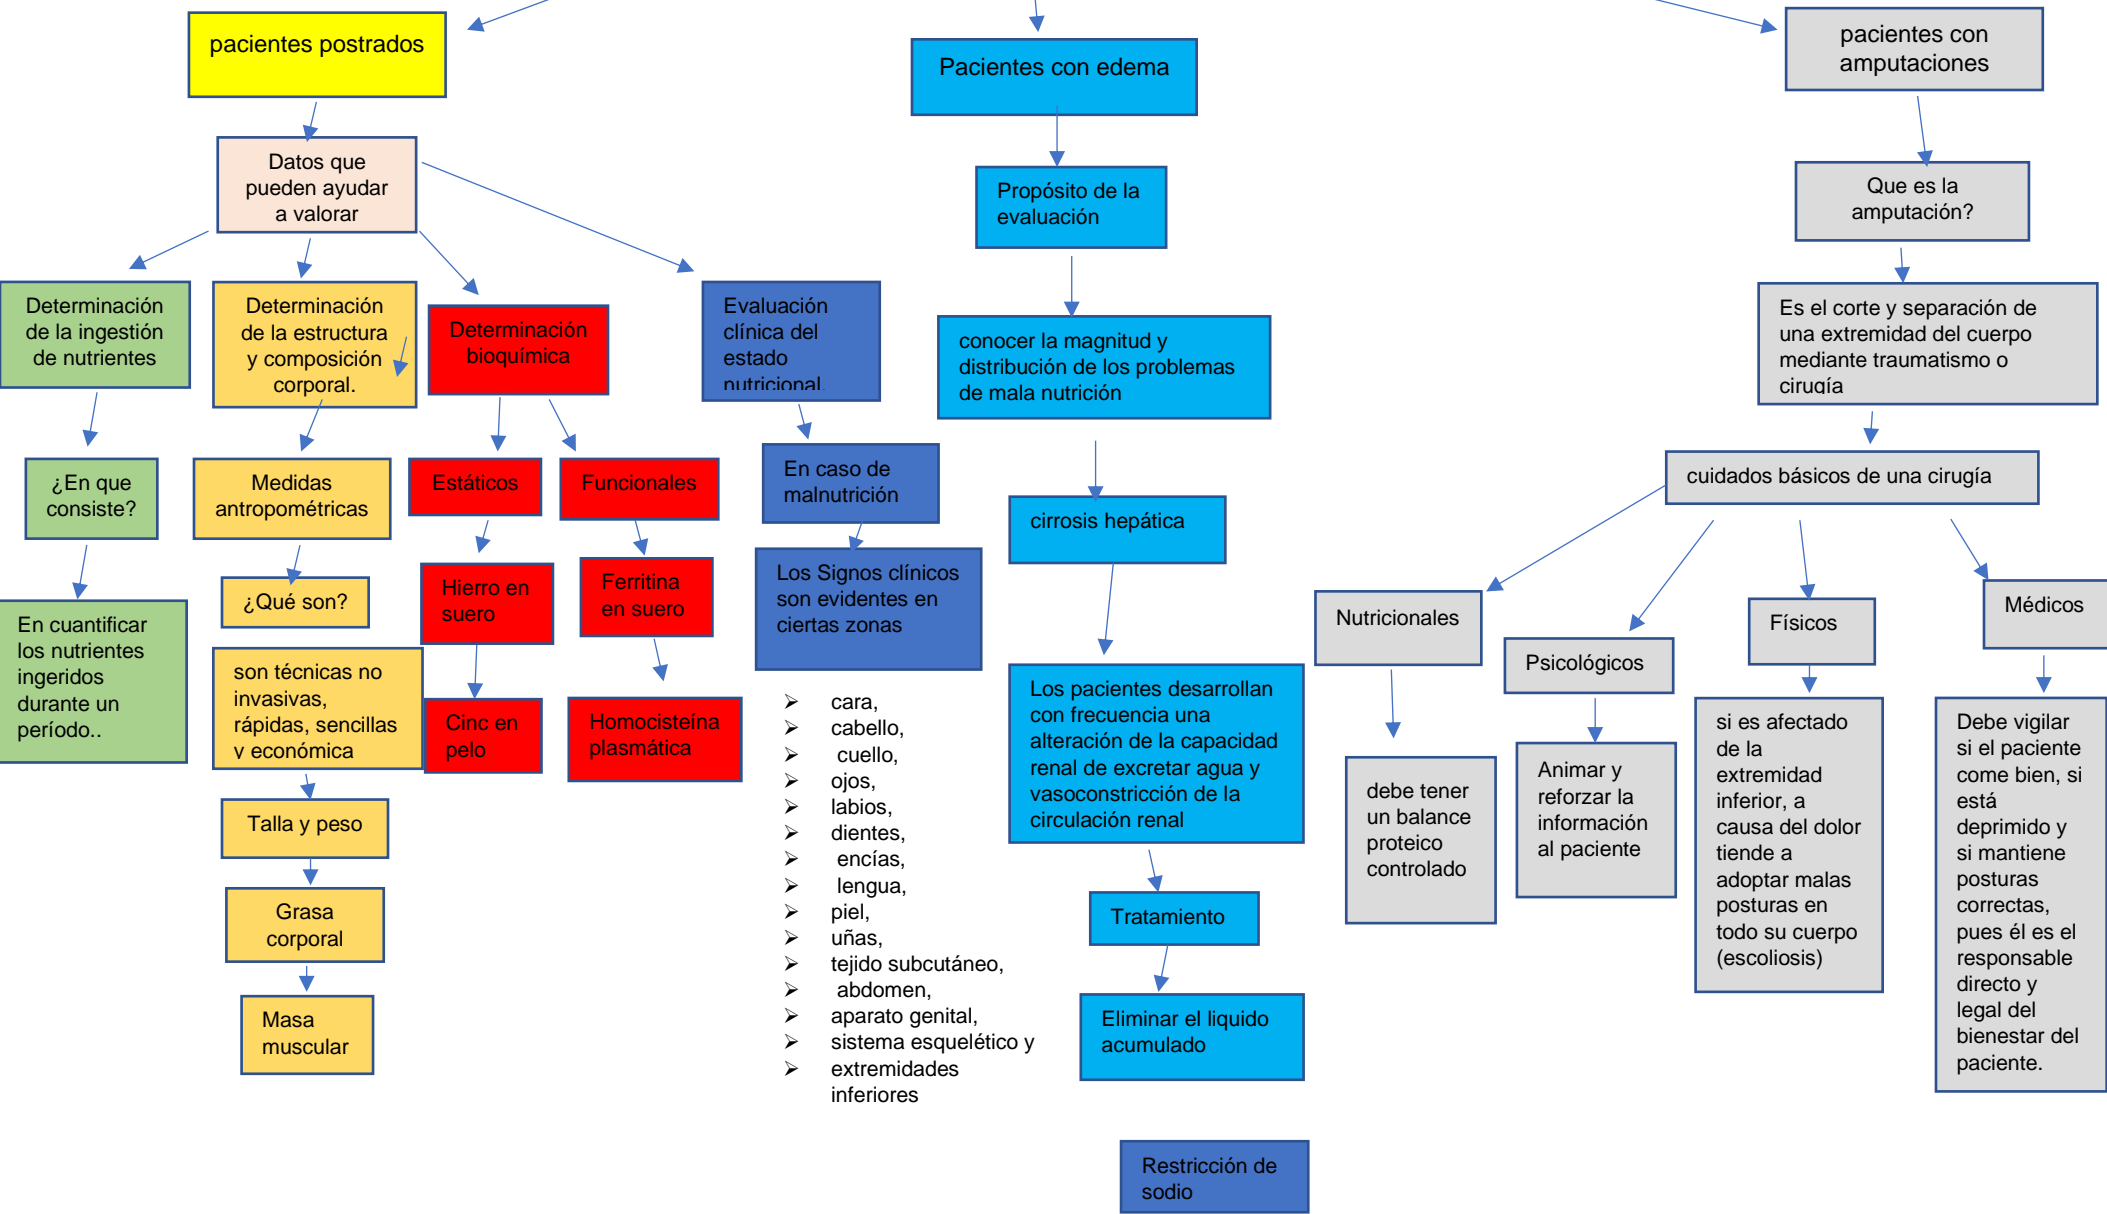 pacientes postrados
Datos que
pueden ayudar
a valorar
Determinación
de la ingestión
de nutrientes
¿En que
consiste?
En cuantificar
los nutrientes
ingeridos
durante un
período..
Determinación
de la estructura
y composición
corporal.
Medidas
antropométricas
¿Qué son?
son técnicas no
invasivas,
rápidas, sencillas
y económica
Talla y peso
Grasa
corporal
Masa
muscular
Determinación
bioquímica
Estáticos
Hierro en
suero
Cinc en
pelo
Funcionales
Ferritina
en suero
Homocisteína
plasmática
Evaluación
clínica del
estado
nutricional.
En caso de
malnutrición
Los Signos clínicos
son evidentes en
ciertas zonas
➢ cara,
➢ cabello,
➢ cuello,
➢ ojos,
➢ labios,
➢ dientes,
➢ encías,
➢ lengua,
➢ piel,
➢ uñas,
➢ tejido subcutáneo,
➢ abdomen,
➢ aparato genital,
➢ sistema esquelético y
➢ extremidades
inferiores
Pacientes con edema
Propósito de la
evaluación
conocer la magnitud y
distribución de los problemas
de mala nutrición
cirrosis hepática
Los pacientes desarrollan
con frecuencia una
alteración de la capacidad
renal de excretar agua y
vasoconstricción de la
circulación renal
Tratamiento
Eliminar el liquido
acumulado
Restricción de
sodio
pacientes con
amputaciones
Que es la
amputación?
Es el corte y separación de
una extremidad del cuerpo
mediante traumatismo o
cirugía
cuidados básicos de una cirugía
Nutricionales
debe tener
un balance
proteico
controlado
Psicológicos
Animar y
reforzar la
información
al paciente
Físicos
si es afectado
de la
extremidad
inferior, a
causa del dolor
tiende a
adoptar malas
posturas en
todo su cuerpo
(escoliosis)
Médicos
Debe vigilar
si el paciente
come bien, si
está
deprimido y
si mantiene
posturas
correctas,
pues él es el
responsable
directo y
legal del
bienestar del
paciente.